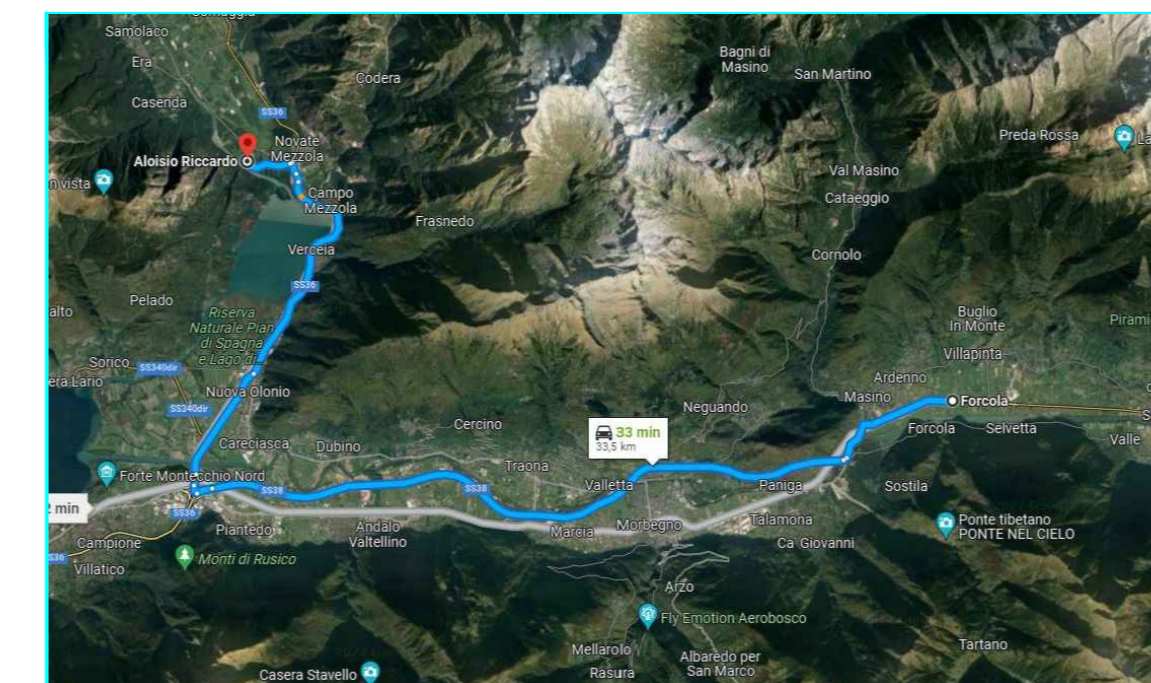 Samolaco
Era
Casenda
SS36
Codera
Bagni di
Masino
San Martino
Preda Rossa
La
Novate
Mezzola
Aloisio Riccardo
n vista
Campo
Mezzola
Val Masino
Cataeggio
Frasnedo
Verceia
Cornolo
SS36
Pelado
alto
Riserva
Naturale Pian
di Spagna
e Lago di...
Buglio
In Monte
Pirami
Villapinta
Sorico
SS340dir
era Lario
Nuova Olonio
Ardenno
Masino
Forcola
SS340dir
Neguando
Cercino
33 min
33,5 km
Forcola
Selvetta
Valle
Careciasca
Dubino
Traona
Forte Montecchio Nord
SS38
SS38
Valletta
Paniga
Sostila
2 min
SS36
Piantedo
Andalo
Valtellino
Marcia
Morbegno
Talamona
Ca' Giovanni
Ponte tibetano
PONTE NEL CIELO
Campione
SS36
Villatico
Monti di Rusico
Arzo
Fly Emotion Aerobosco
Mellarolo
Rasura
Albaredo per
San Marco
Tartano
Casera Stavello